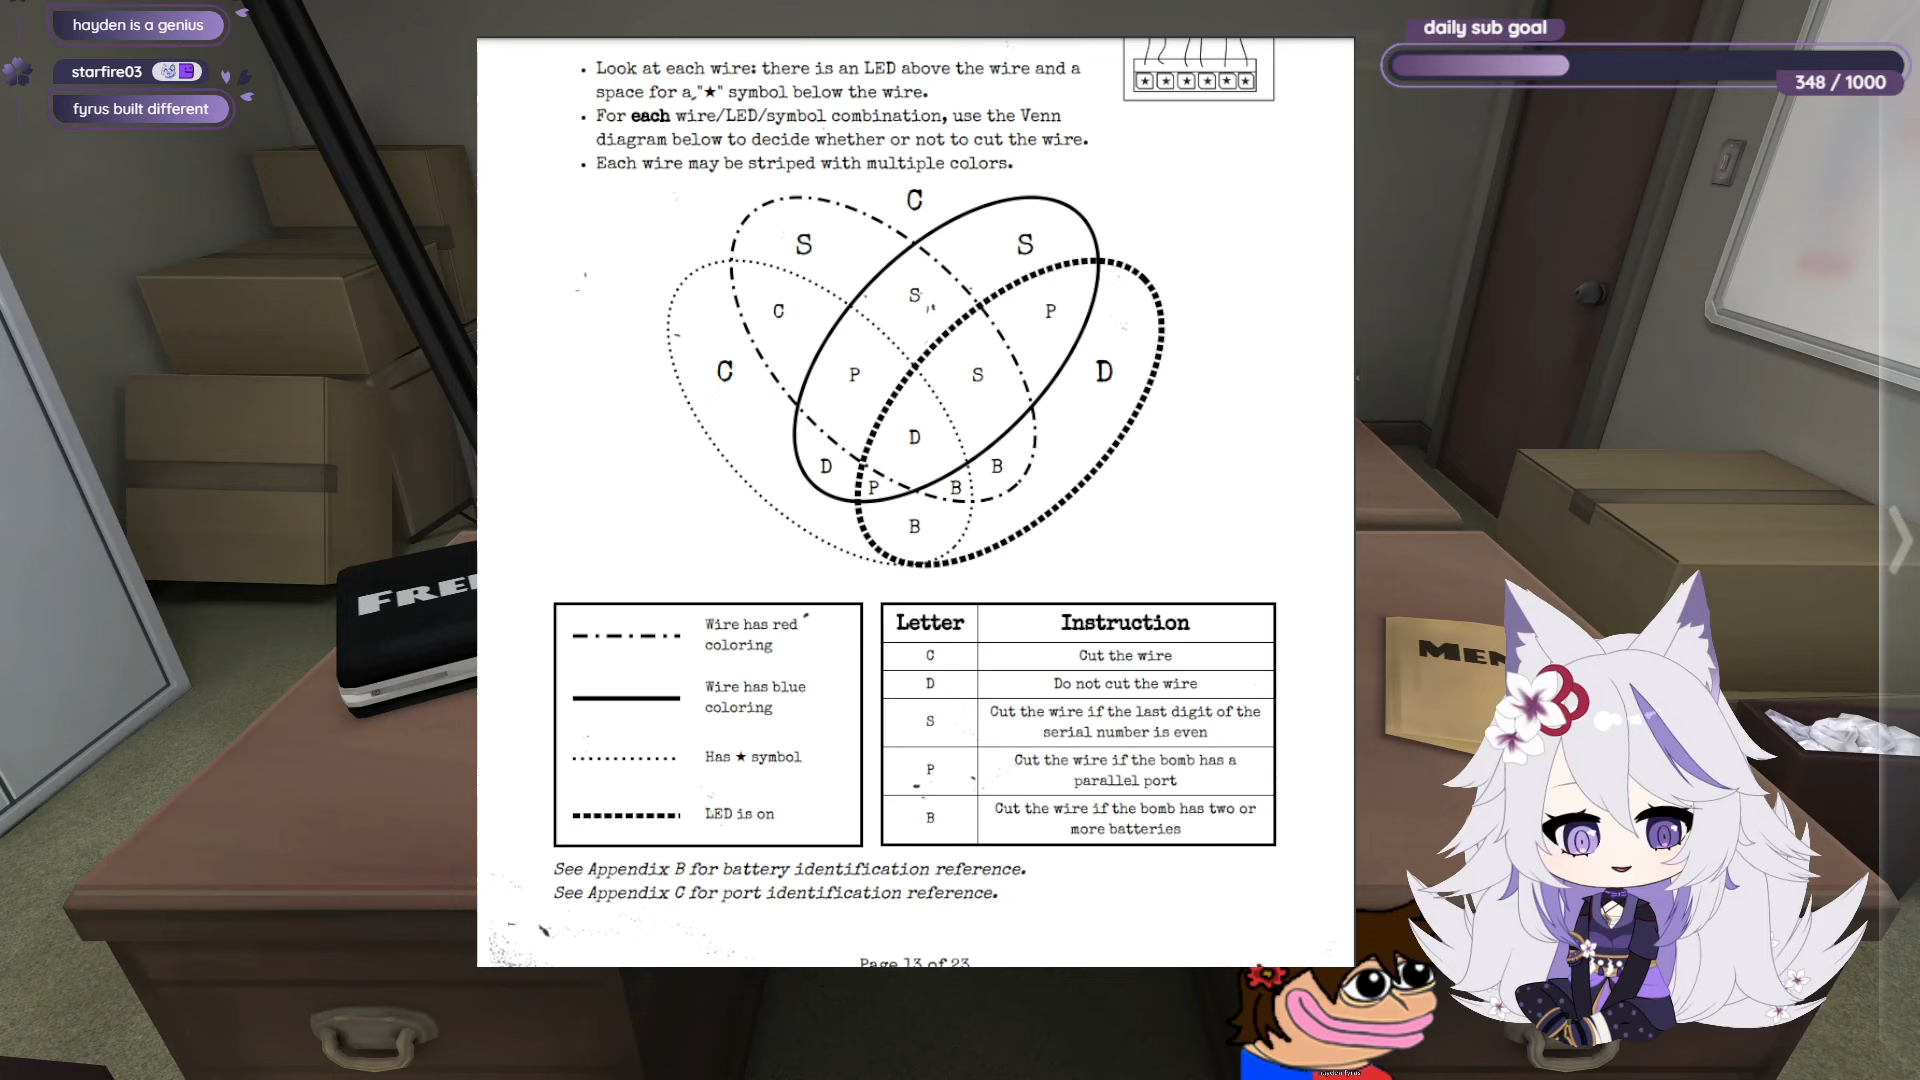 hayden is a genius
starfire03
fyrus built different
daily sub goal
348 / 1000
• Look at each wire: there is an LED above the wire and a
space for a "★" symbol below the wire.
• For each wire/LED/symbol combination, use the Venn
diagram below to decide whether or not to cut the wire.
• Each wire may be striped with multiple colors.
★ ★ ★ ★ ★ ★
C
S S
S
C P
C P S D
D
D B
P B
B
Wire has red
coloring
Wire has blue
coloring
Has ★ symbol
LED is on
Letter Instruction
C Cut the wire
D Do not cut the wire
S Cut the wire if the last digit of the
serial number is even
P Cut the wire if the bomb has a
parallel port
B Cut the wire if the bomb has two or
more batteries
See Appendix B for battery identification reference.
See Appendix C for port identification reference.
Page 13 of 23
FREE
MEN